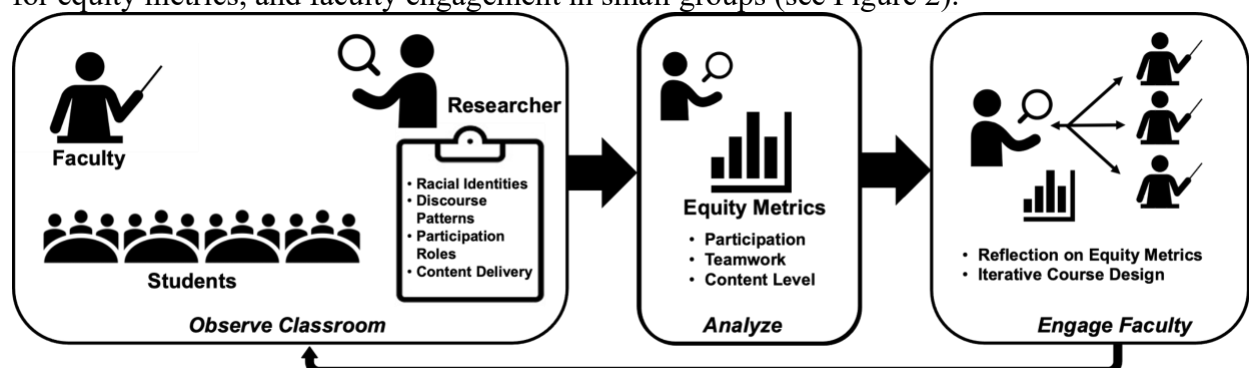 for equity metrics, and faculty engagement in small groups (see Figure 2).
Faculty
Students
Researcher
• Racial Identities
• Discourse
Patterns
• Participation
Roles
• Content Delivery
Observe Classroom
Equity Metrics
• Participation
• Teamwork
• Content Level
Analyze
• Reflection on Equity Metrics
• Iterative Course Design
Engage Faculty